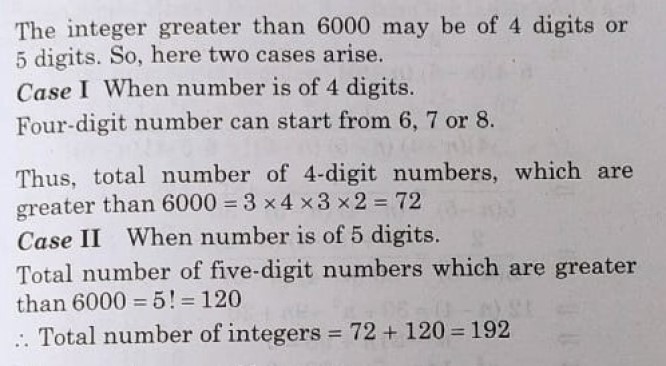 The integer greater than 6000 may be of 4 digits or
5 digits. So, here two cases arise.
Case I When number is of 4 digits.
Four-digit number can start from 6, 7 or 8.
Thus, total number of 4-digit numbers, which are
greater than 6000 = 3 × 4 × 3 × 2 = 72
Case II When number is of 5 digits.
Total number of five-digit numbers which are greater
than 6000 = 5! = 120
∴ Total number of integers = 72 + 120 = 192